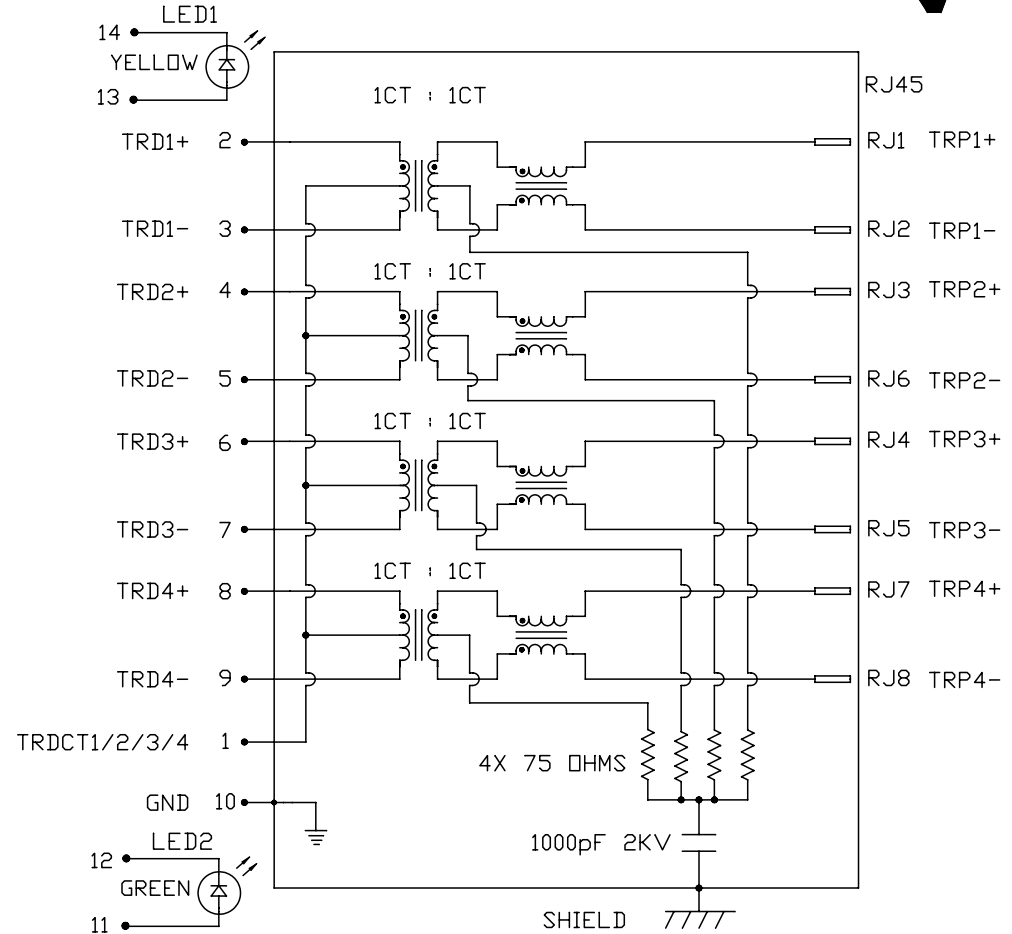 LED1
14
YELLOW
13
RJ45
1CT : 1CT
TRD1+ 2 RJ1 TRP1+
TRD1- 3 RJ2 TRP1-
1CT : 1CT
TRD2+ 4 RJ3 TRP2+
TRD2- 5 RJ6 TRP2-
1CT : 1CT
TRD3+ 6 RJ4 TRP3+
TRD3- 7 RJ5 TRP3-
1CT : 1CT
TRD4+ 8 RJ7 TRP4+
TRD4- 9 RJ8 TRP4-
TRDCT1/2/3/4 1
4X 75 OHMS
GND 10
LED2
1000pF 2KV
12
GREEN
11
SHIELD